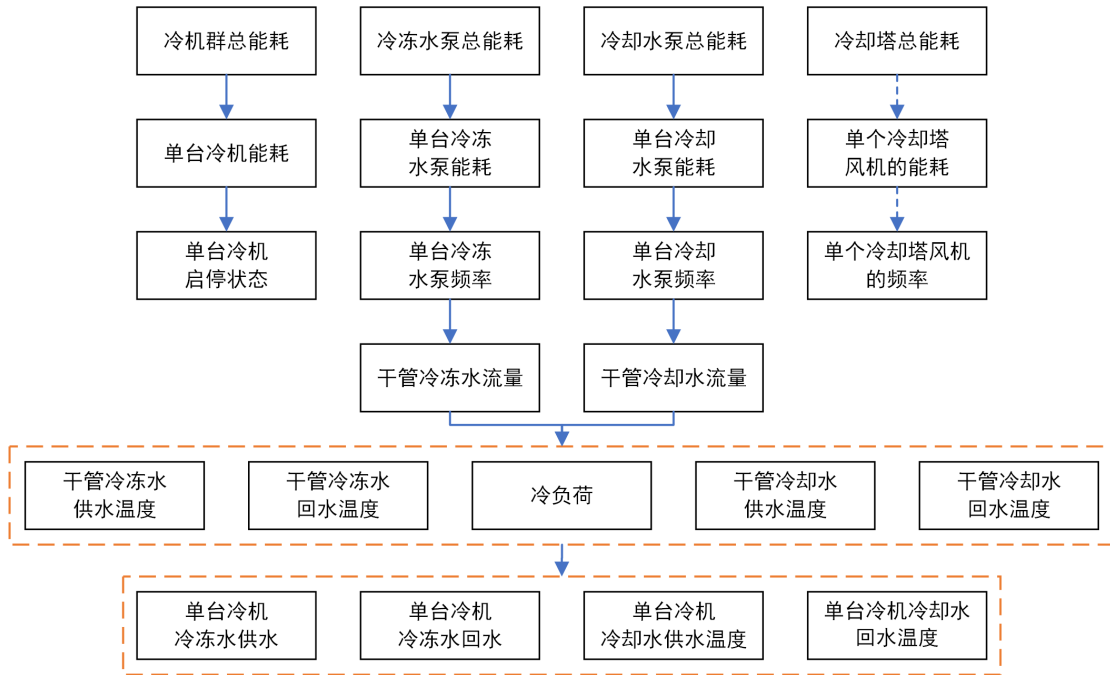 冷机群总能耗
冷冻水泵总能耗
冷却水泵总能耗
冷却塔总能耗
单台冷机能耗
单台冷冻
水泵能耗
单台冷却
水泵能耗
单个冷却塔
风机的能耗
单台冷机
启停状态
单台冷冻
水泵频率
单台冷却
水泵频率
单个冷却塔风机
的频率
干管冷冻水流量
干管冷却水流量
干管冷冻水
供水温度
干管冷冻水
回水温度
冷负荷
干管冷却水
供水温度
干管冷却水
回水温度
单台冷机
冷冻水供水
单台冷机
冷冻水回水
单台冷机
冷却水供水温度
单台冷机冷却水
回水温度